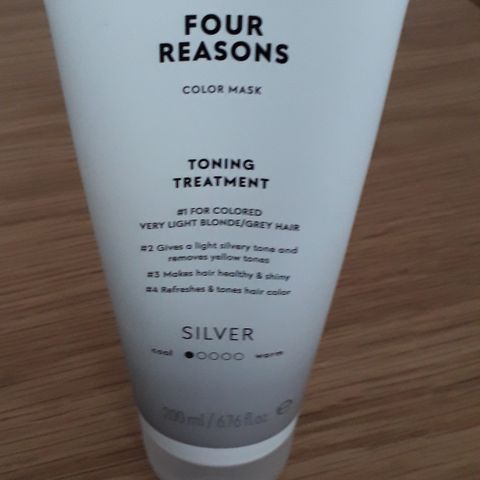 FOUR
REASONS
COLOR MASK
TONING
TREATMENT
#1 FOR COLORED
VERY LIGHT BLONDE/GREY HAIR
#2 Gives a light silvery tone and
removes yellow tones
#3 Makes hair healthy & shiny
#4 Refreshes & tones hair color
SILVER
cool warm
200 ml / 6.76 fl.oz. ℮